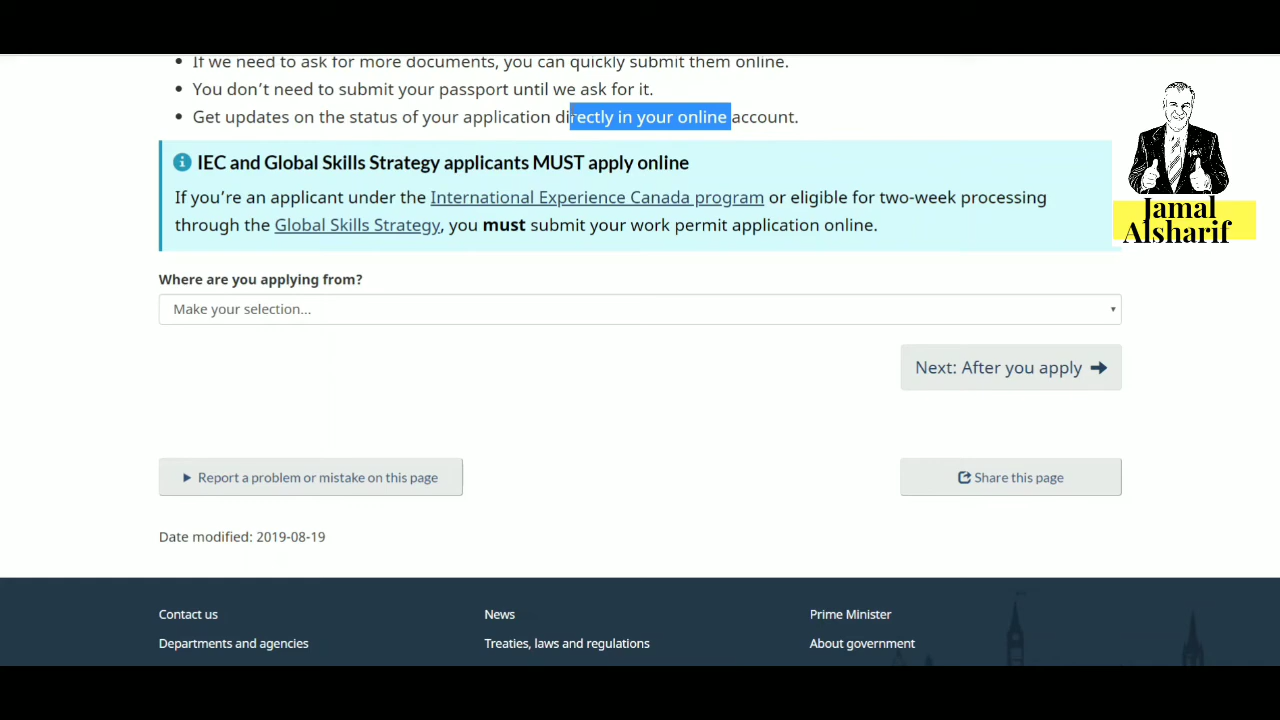 If we need to ask for more documents, you can quickly submit them online.
You don’t need to submit your passport until we ask for it.
Get updates on the status of your application directly in your online account.
IEC and Global Skills Strategy applicants MUST apply online
If you’re an applicant under the International Experience Canada program or eligible for two-week processing
through the Global Skills Strategy, you must submit your work permit application online.
Jamal
Alsharif
Where are you applying from?
Make your selection...
Next: After you apply
Report a problem or mistake on this page
Share this page
Date modified: 2019-08-19
Contact us
News
Prime Minister
Departments and agencies
Treaties, laws and regulations
About government